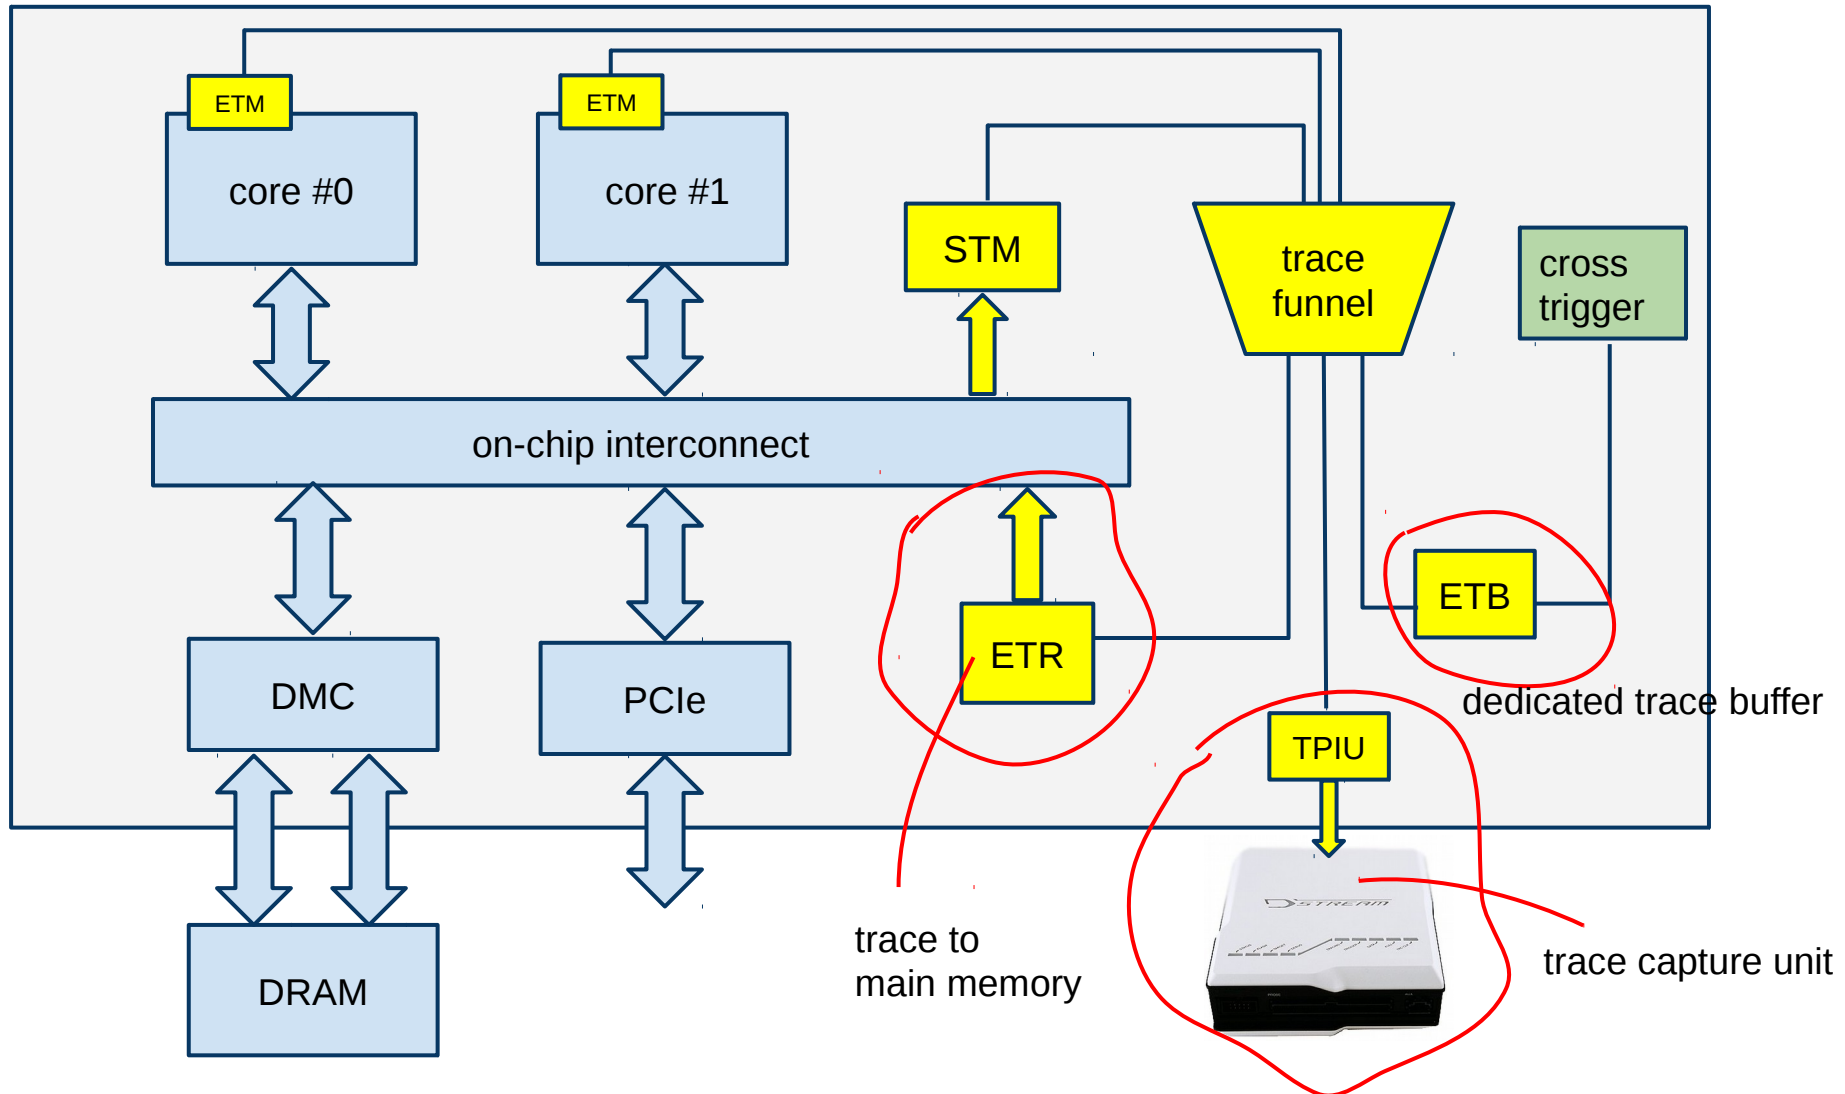 ETM
ETM
core #0
core #1
STM
trace
funnel
cross
trigger
on-chip interconnect
ETB
ETR
DMC
PCIe
dedicated trace buffer
TPIU
DSTREAM
trace to
main memory
trace capture unit
DRAM